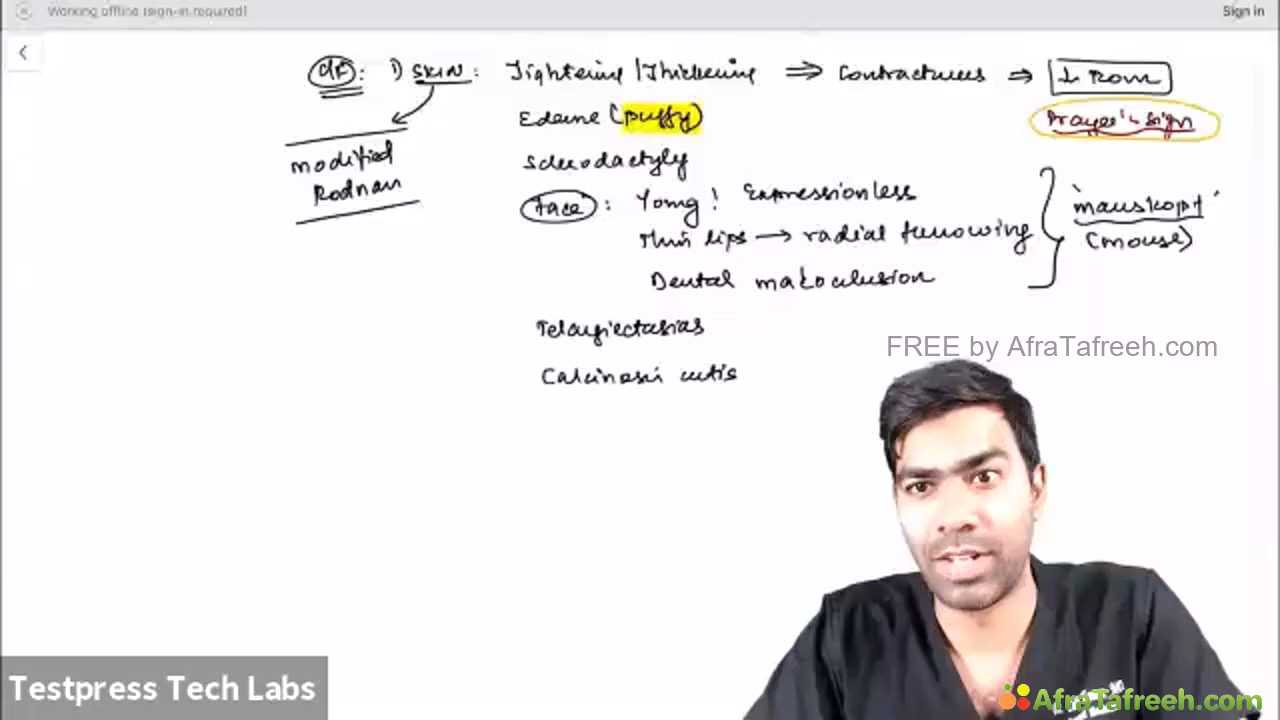 Working offline (sign-in required)
Sign in
C/F: 1) SKIN: Tightening / Thickening ⇒ Contractures ⇒ ↓ ROM
Edema (puffy)
Prayer's sign
modified
Rodnan
Sclerodactyly
Face: Young! Expressionless
Thin lips → radial furrowing
Dental malocclusion
'mauskopf'
(mouse)
Telangiectasias
Calcinosis cutis
FREE by AfraTafreeh.com
Testpress Tech Labs
AfraTafreeh.com